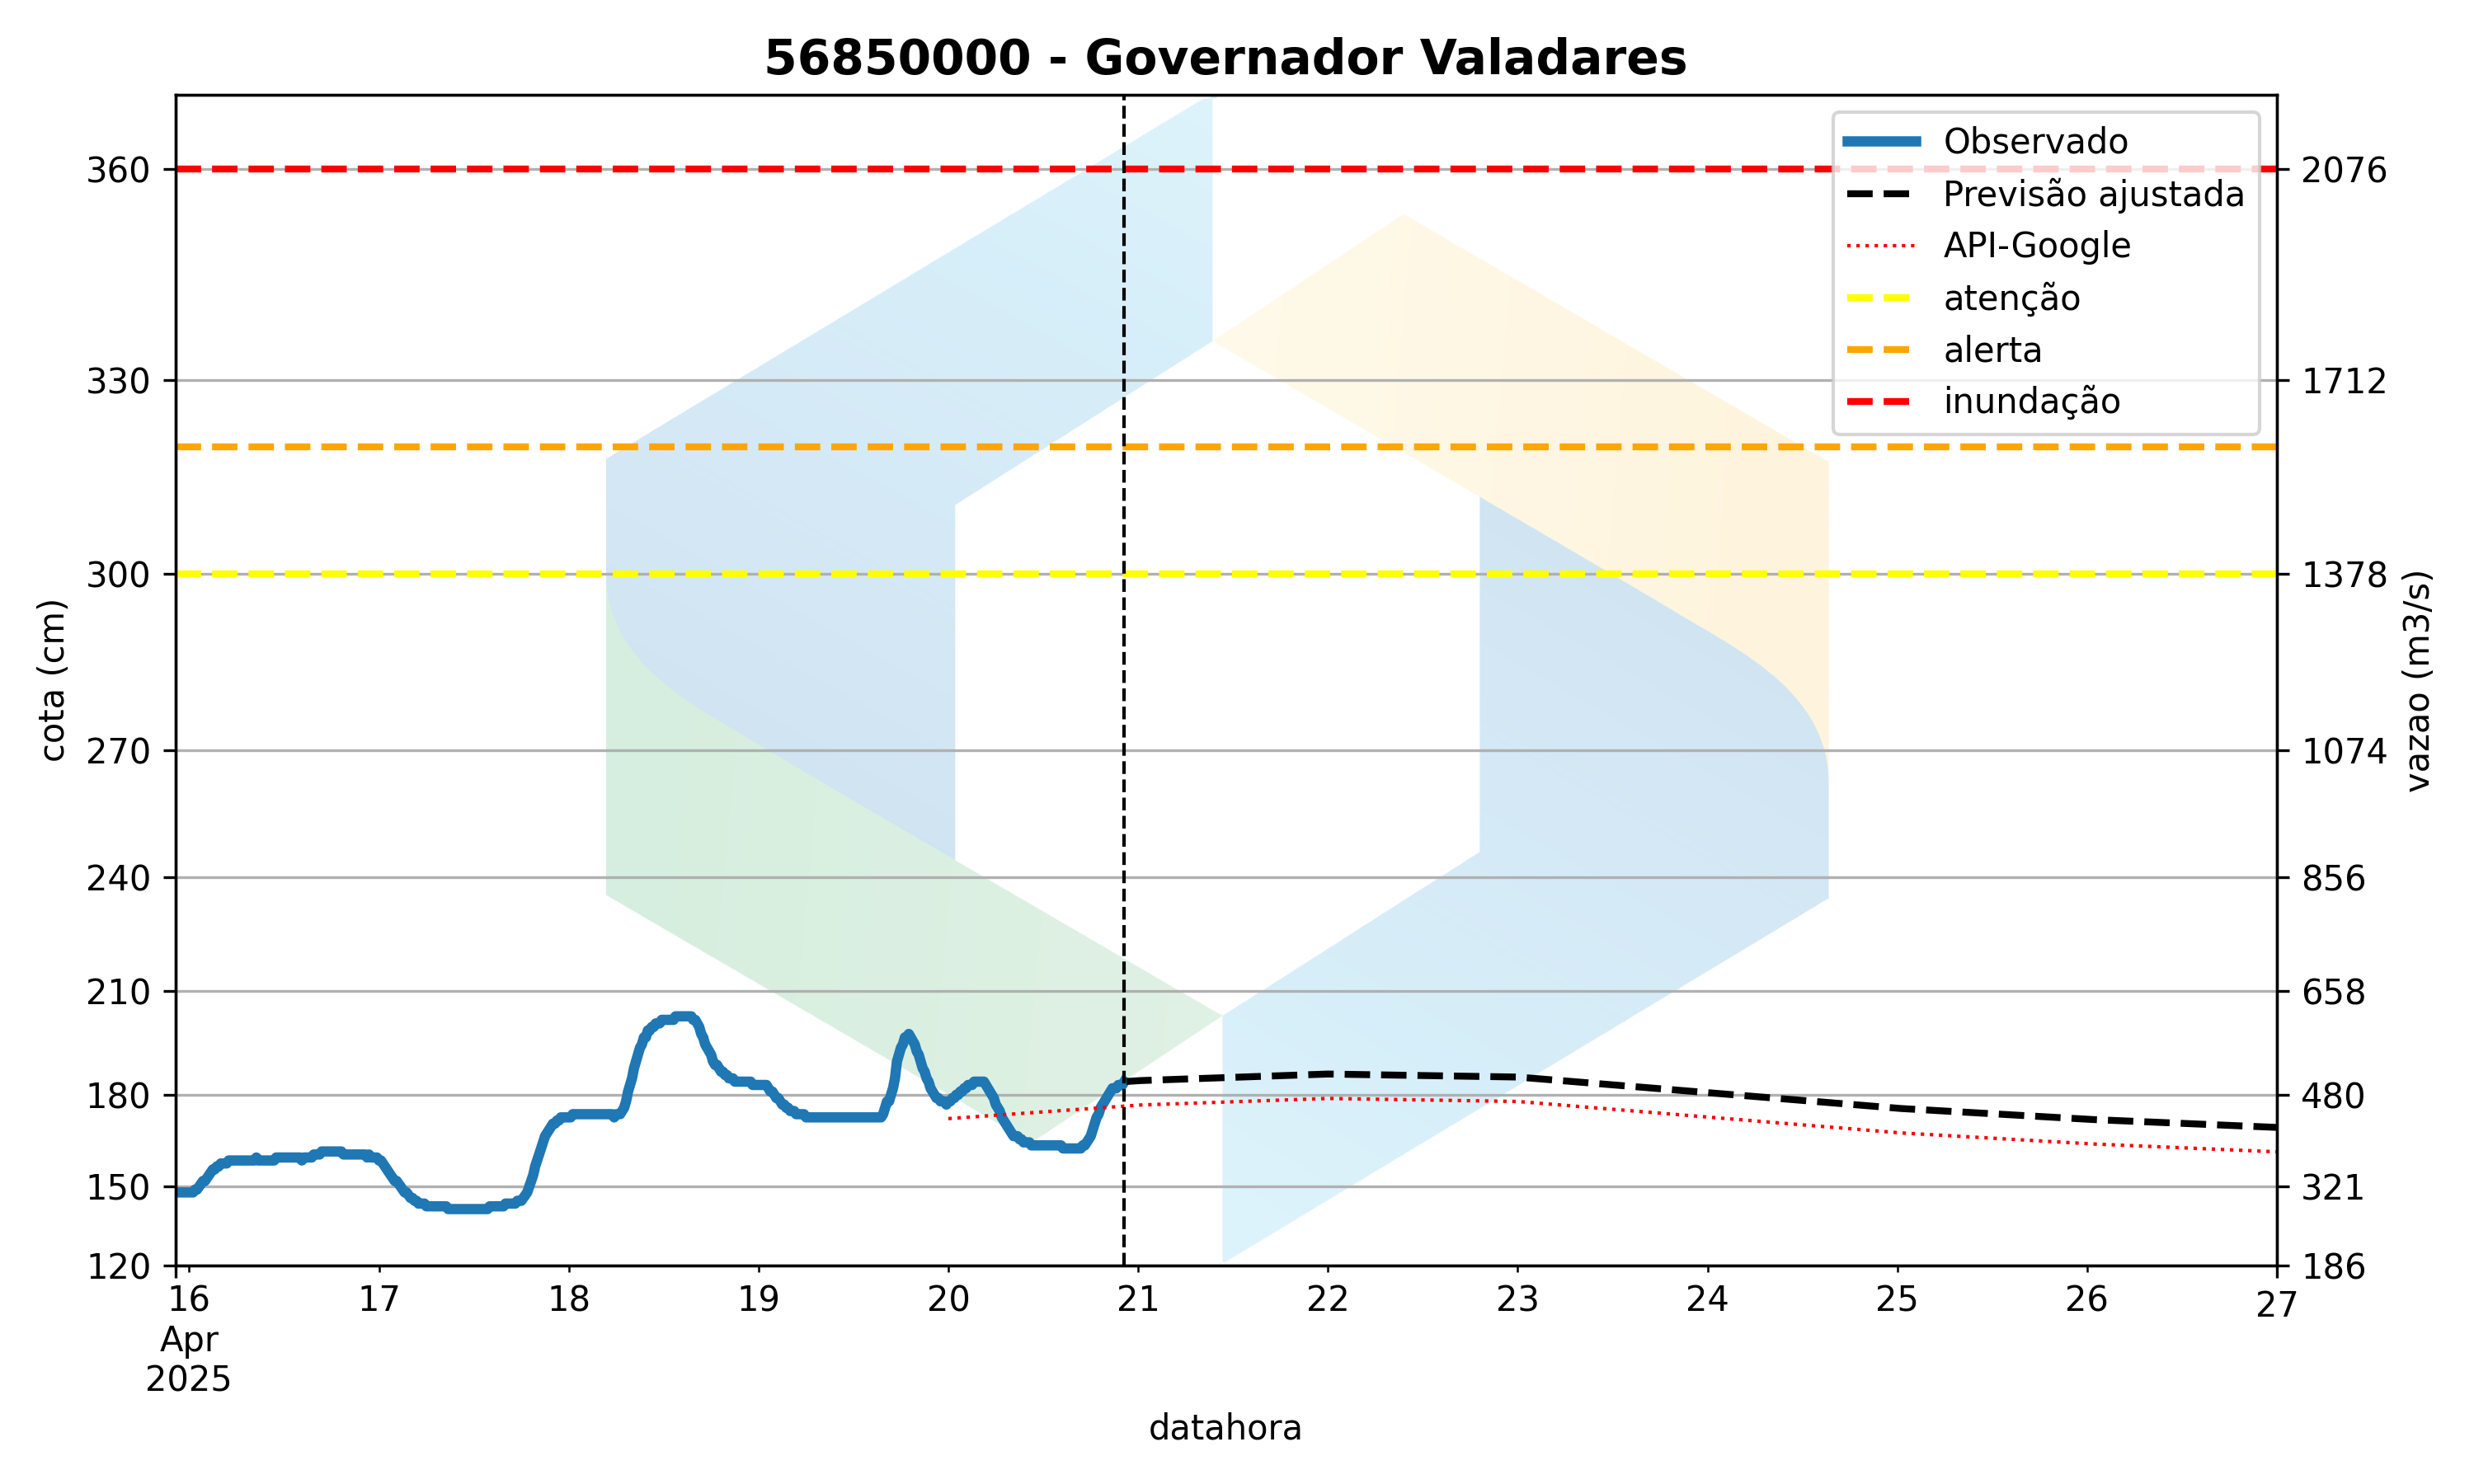 56850000 - Governador Valadares
Observado
Previsão ajustada
API-Google
atenção
alerta
inundação
cota (cm)
360
330
300
270
240
210
180
150
120
2076
1712
1378
1074
856
658
480
321
186
vazao (m3/s)
16 17 18 19 20 21 22 23 24 25 26 27
Apr
2025
datahora